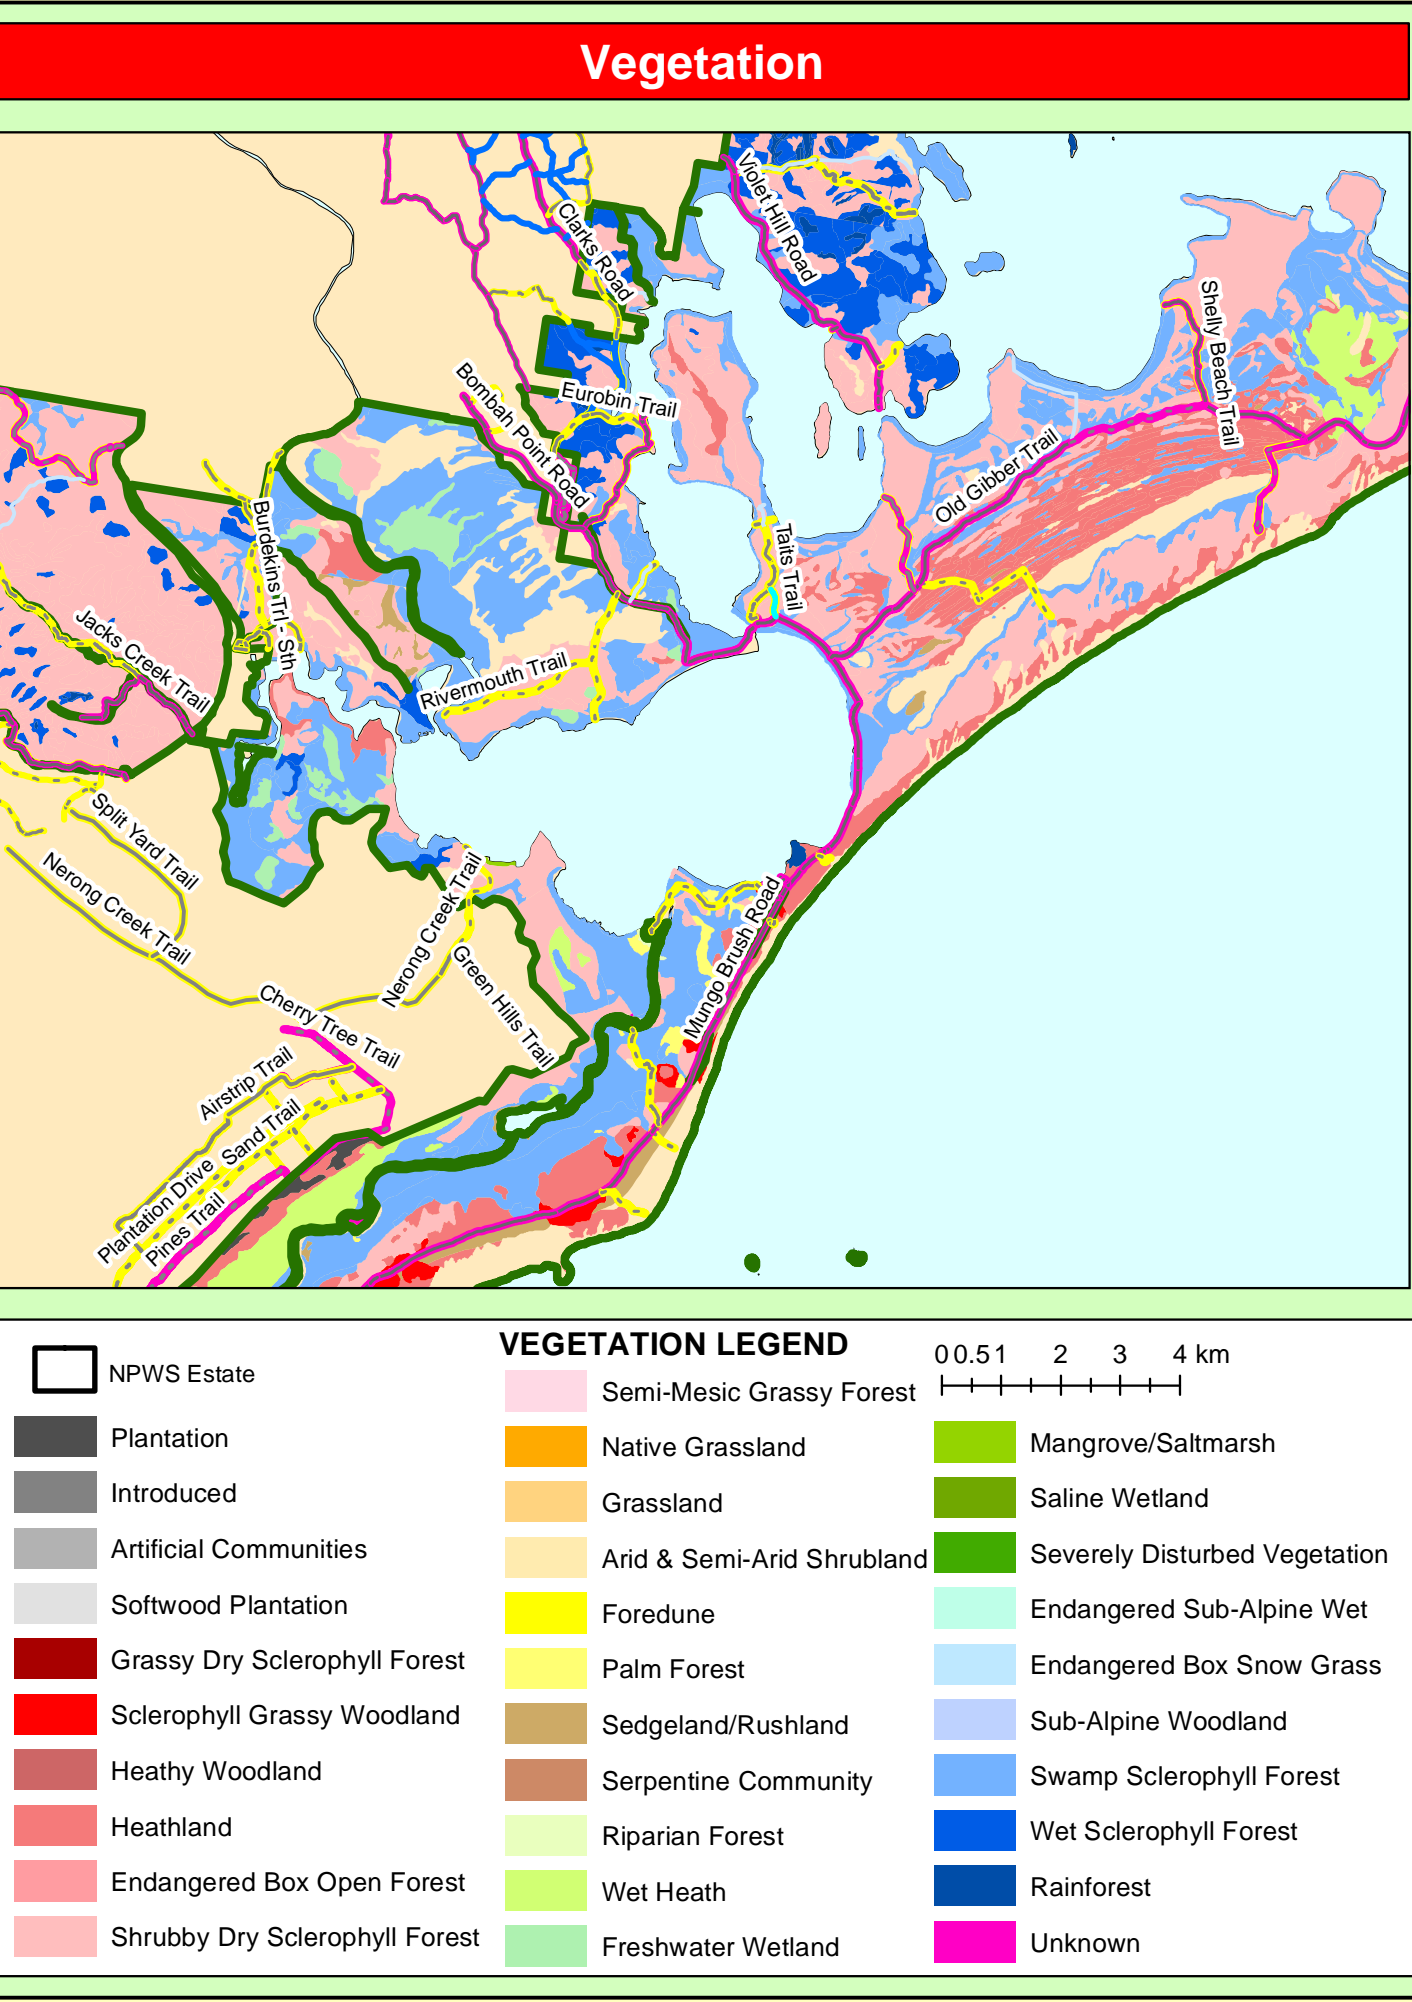 Vegetation
Violet Hill Road
Clarks Road
Shelly Beach Trail
Eurobin Trail
Bombah Point Road
Old Gibber Trail
Burdekins Trl - Sth
Taits Trail
Jacks Creek Trail
Rivermouth Trail
Split Yard Trail
Nerong Creek Trail
Nerong Creek Trail
Mungo Brush Road
Green Hills Trail
Cherry Tree Trail
Airstrip Trail
Sand Trail
Plantation Drive
Pines Trail
NPWS Estate
Plantation
Introduced
Artificial Communities
Softwood Plantation
Grassy Dry Sclerophyll Forest
Sclerophyll Grassy Woodland
Heathy Woodland
Heathland
Endangered Box Open Forest
Shrubby Dry Sclerophyll Forest
VEGETATION LEGEND
Semi-Mesic Grassy Forest
Native Grassland
Grassland
Arid & Semi-Arid Shrubland
Foredune
Palm Forest
Sedgeland/Rushland
Serpentine Community
Riparian Forest
Wet Heath
Freshwater Wetland
0 0.5 1 2 3 4 km
Mangrove/Saltmarsh
Saline Wetland
Severely Disturbed Vegetation
Endangered Sub-Alpine Wet
Endangered Box Snow Grass
Sub-Alpine Woodland
Swamp Sclerophyll Forest
Wet Sclerophyll Forest
Rainforest
Unknown